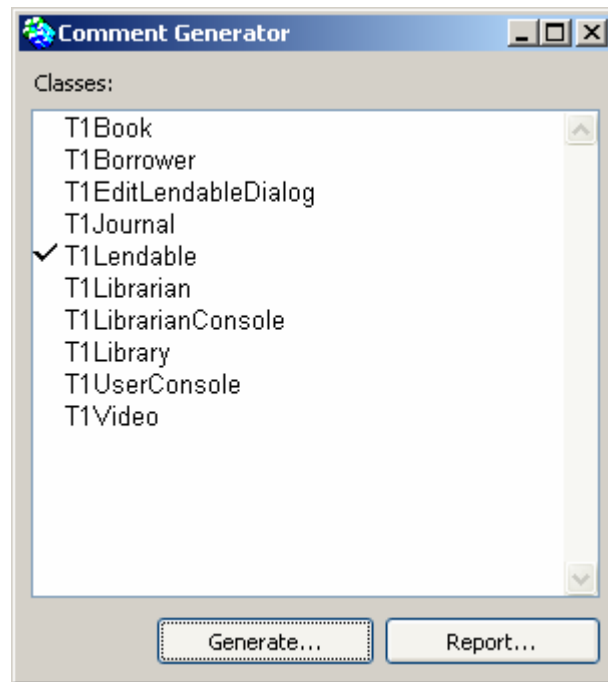 Comment Generator
Classes:
T1Book
T1Borrower
T1EditLendableDialog
T1Journal
T1Lendable
T1Librarian
T1LibrarianConsole
T1Library
T1UserConsole
T1Video
Generate... Report...